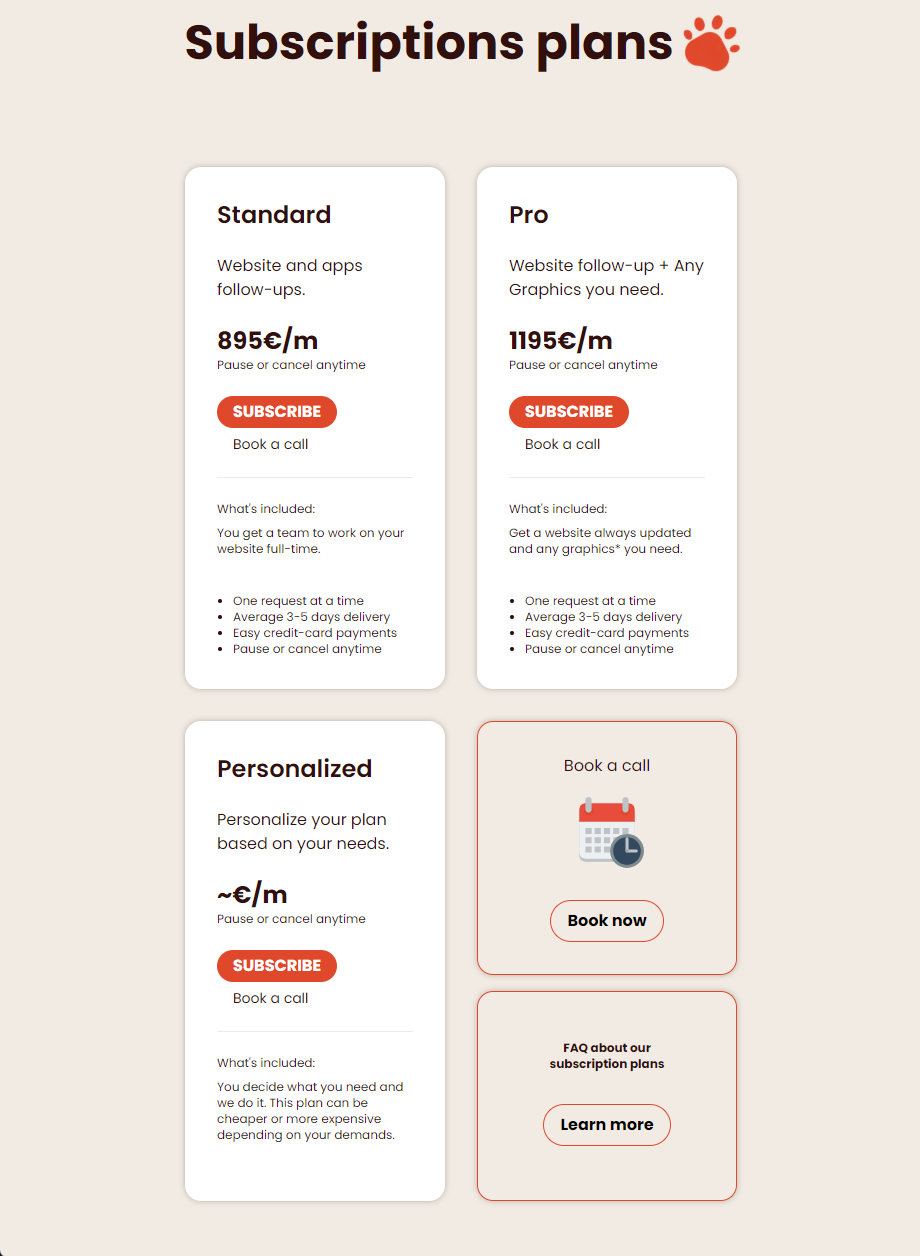 Subscriptions plans
Standard
Website and apps
follow-ups.
895€/m
Pause or cancel anytime
SUBSCRIBE
Book a call
What's included:
You get a team to work on your
website full-time.
• One request at a time
• Average 3-5 days delivery
• Easy credit-card payments
• Pause or cancel anytime
Pro
Website follow-up + Any
Graphics you need.
1195€/m
Pause or cancel anytime
SUBSCRIBE
Book a call
What's included:
Get a website always updated
and any graphics* you need.
• One request at a time
• Average 3-5 days delivery
• Easy credit-card payments
• Pause or cancel anytime
Personalized
Personalize your plan
based on your needs.
~€/m
Pause or cancel anytime
SUBSCRIBE
Book a call
What's included:
You decide what you need and
we do it. This plan can be
cheaper or more expensive
depending on your demands.
Book a call
Book now
FAQ about our
subscription plans
Learn more